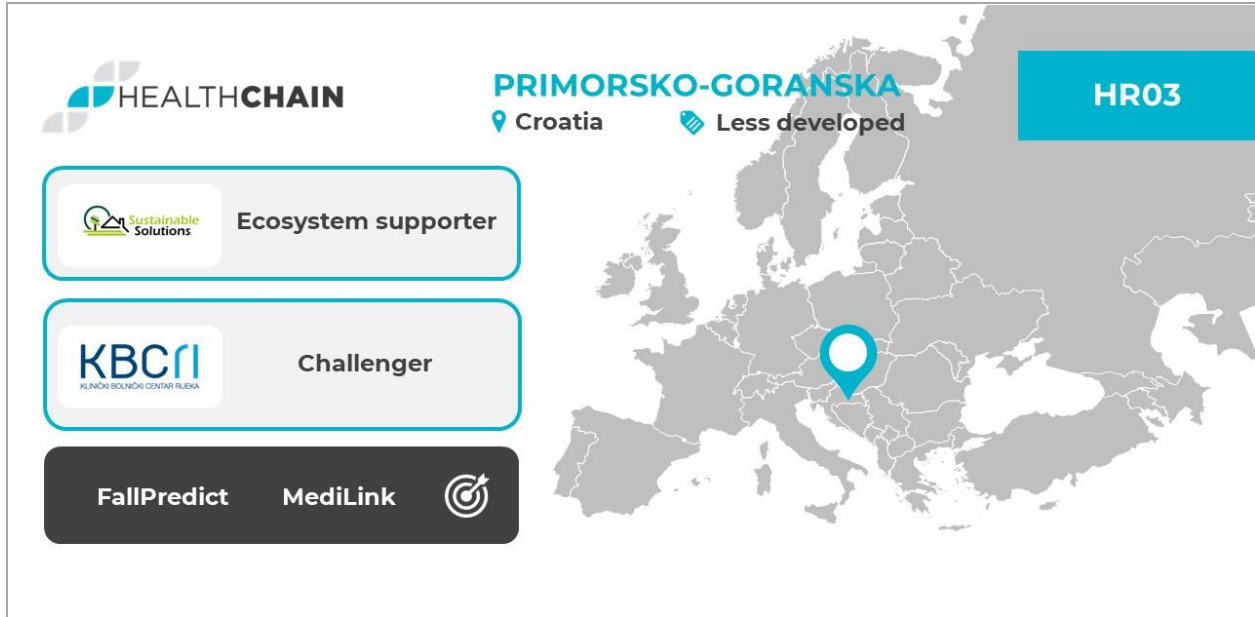 HEALTHCHAIN
PRIMORSKO-GORANSKA
Croatia
Less developed
HR03
Sustainable
Solutions
Ecosystem supporter
KBCri
KLINIČKI BOLNIČKI CENTAR RIJEKA
Challenger
FallPredict
MediLink